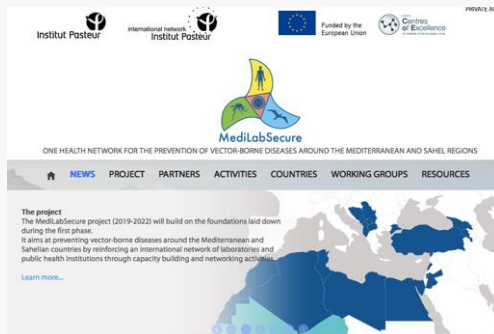 PRIVATE A
Institut Pasteur
international network
Institut Pasteur
Funded by the
European Union
Centres
of Excellence
MediLabSecure
ONE HEALTH NETWORK FOR THE PREVENTION OF VECTOR-BORNE DISEASES AROUND THE MEDITERRANEAN AND SAHEL REGIONS
NEWS PROJECT PARTNERS ACTIVITIES COUNTRIES WORKING GROUPS RESOURCES
The project
The MediLabSecure project (2019-2022) will build on the foundations laid down
during the first phase.
It aims at preventing vector-borne diseases around the Mediterranean and
Sahelian countries by reinforcing an international network of laboratories and
public health institutions through capacity building and networking activities.
Learn more...